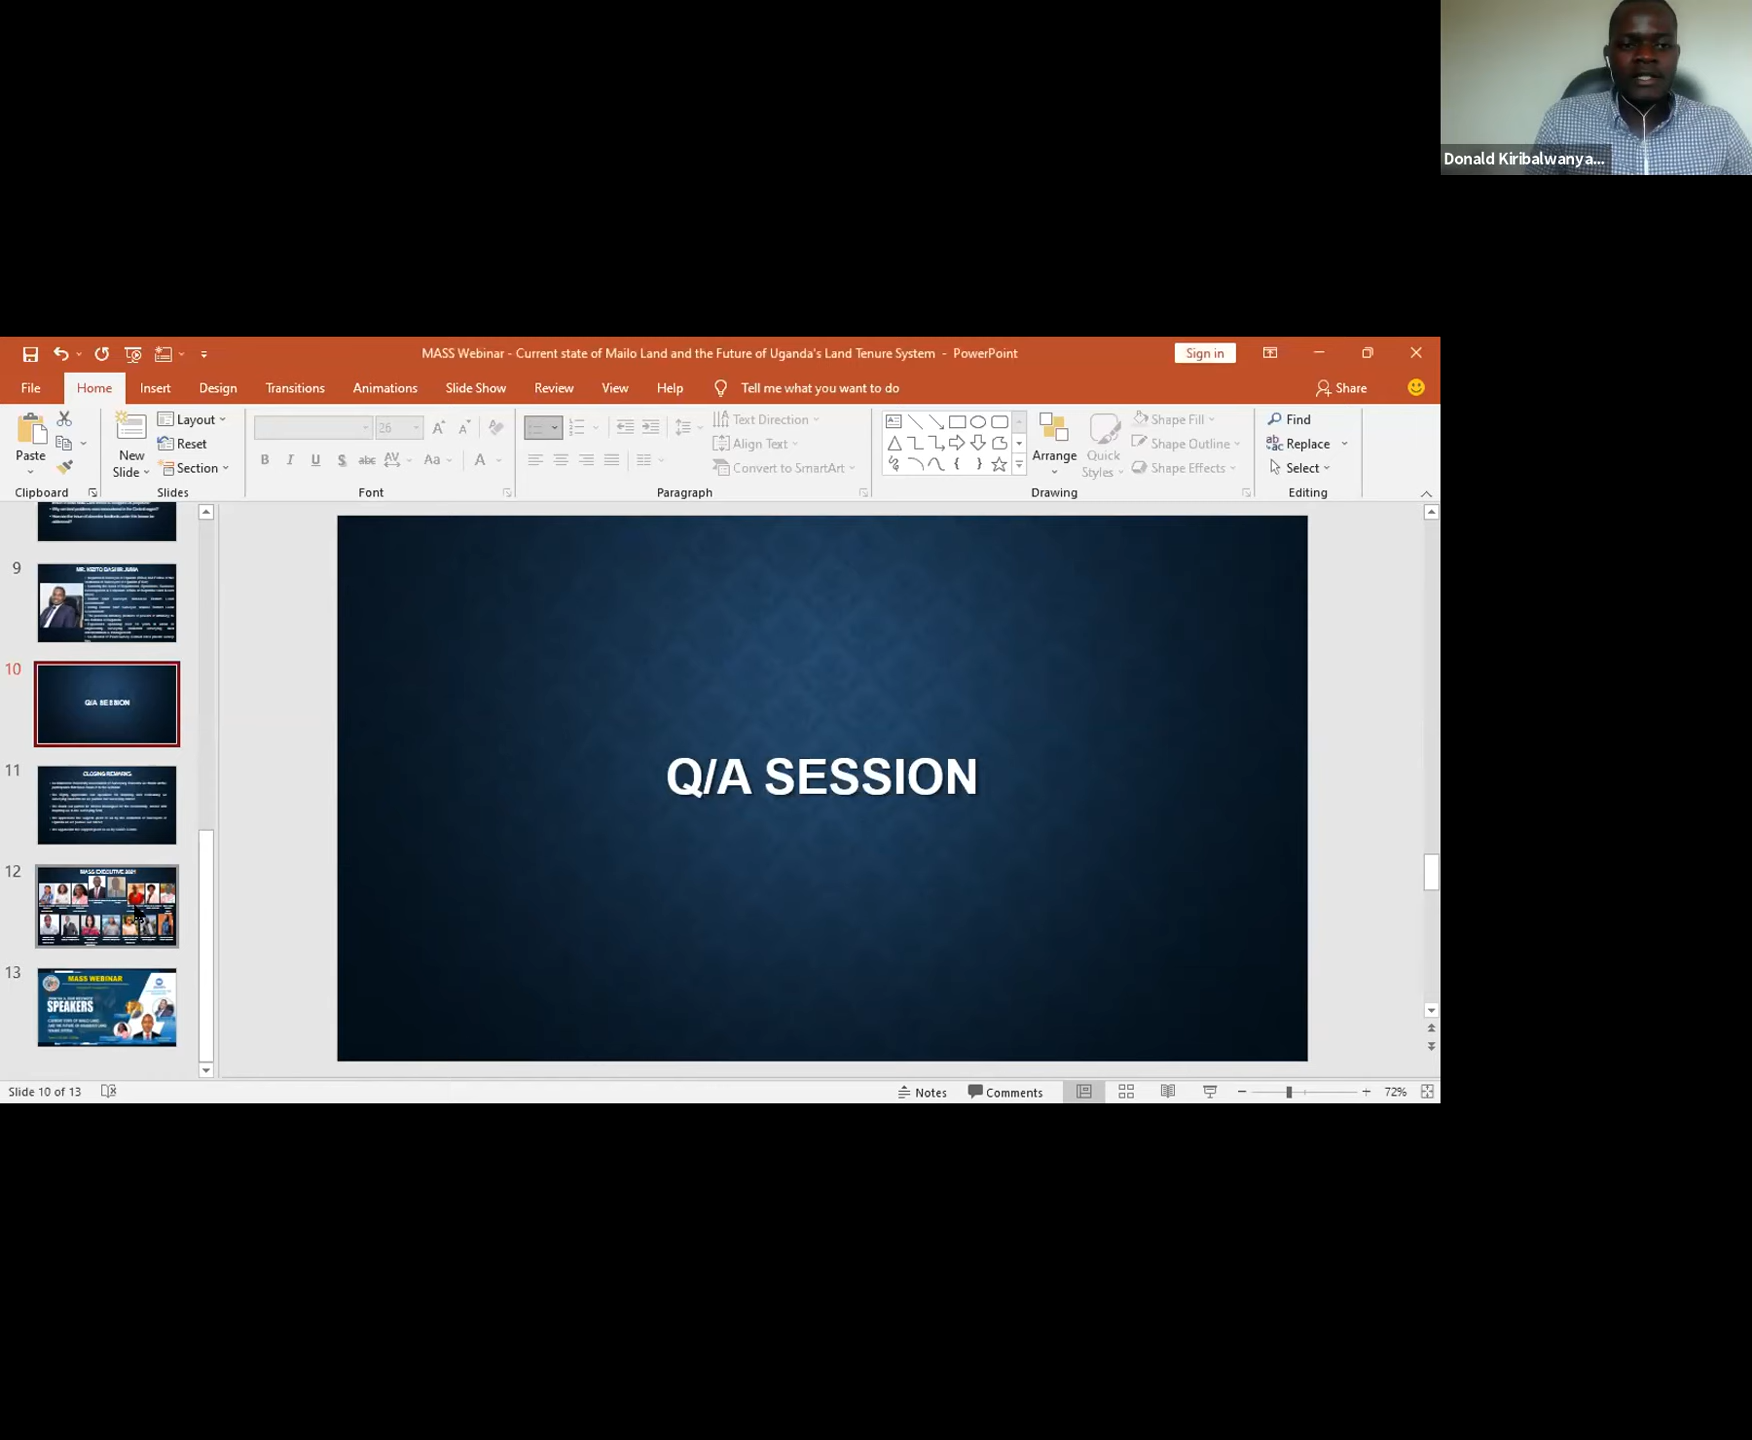 Donald Kiribalwanya...
MASS Webinar - Current state of Mailo Land and the Future of Uganda's Land Tenure System - PowerPoint
Sign in
File
Home
Insert
Design
Transitions
Animations
Slide Show
Review
View
Help
Tell me what you want to do
Share
Paste
New
Slide
Layout
Reset
Section
26
B
I
U
S
abc
AV
Aa
A
Text Direction
Align Text
Convert to SmartArt
Arrange
Quick
Styles
Shape Fill
Shape Outline
Shape Effects
Find
Replace
Select
Clipboard
Slides
Font
Paragraph
Drawing
Editing
9
10
Q/A SESSION
11
CLOSING REMARKS
12
MASS EXECUTIVE 2021
13
MASS WEBINAR
SPEAKERS
Q/A SESSION
Slide 10 of 13
Notes
Comments
72%